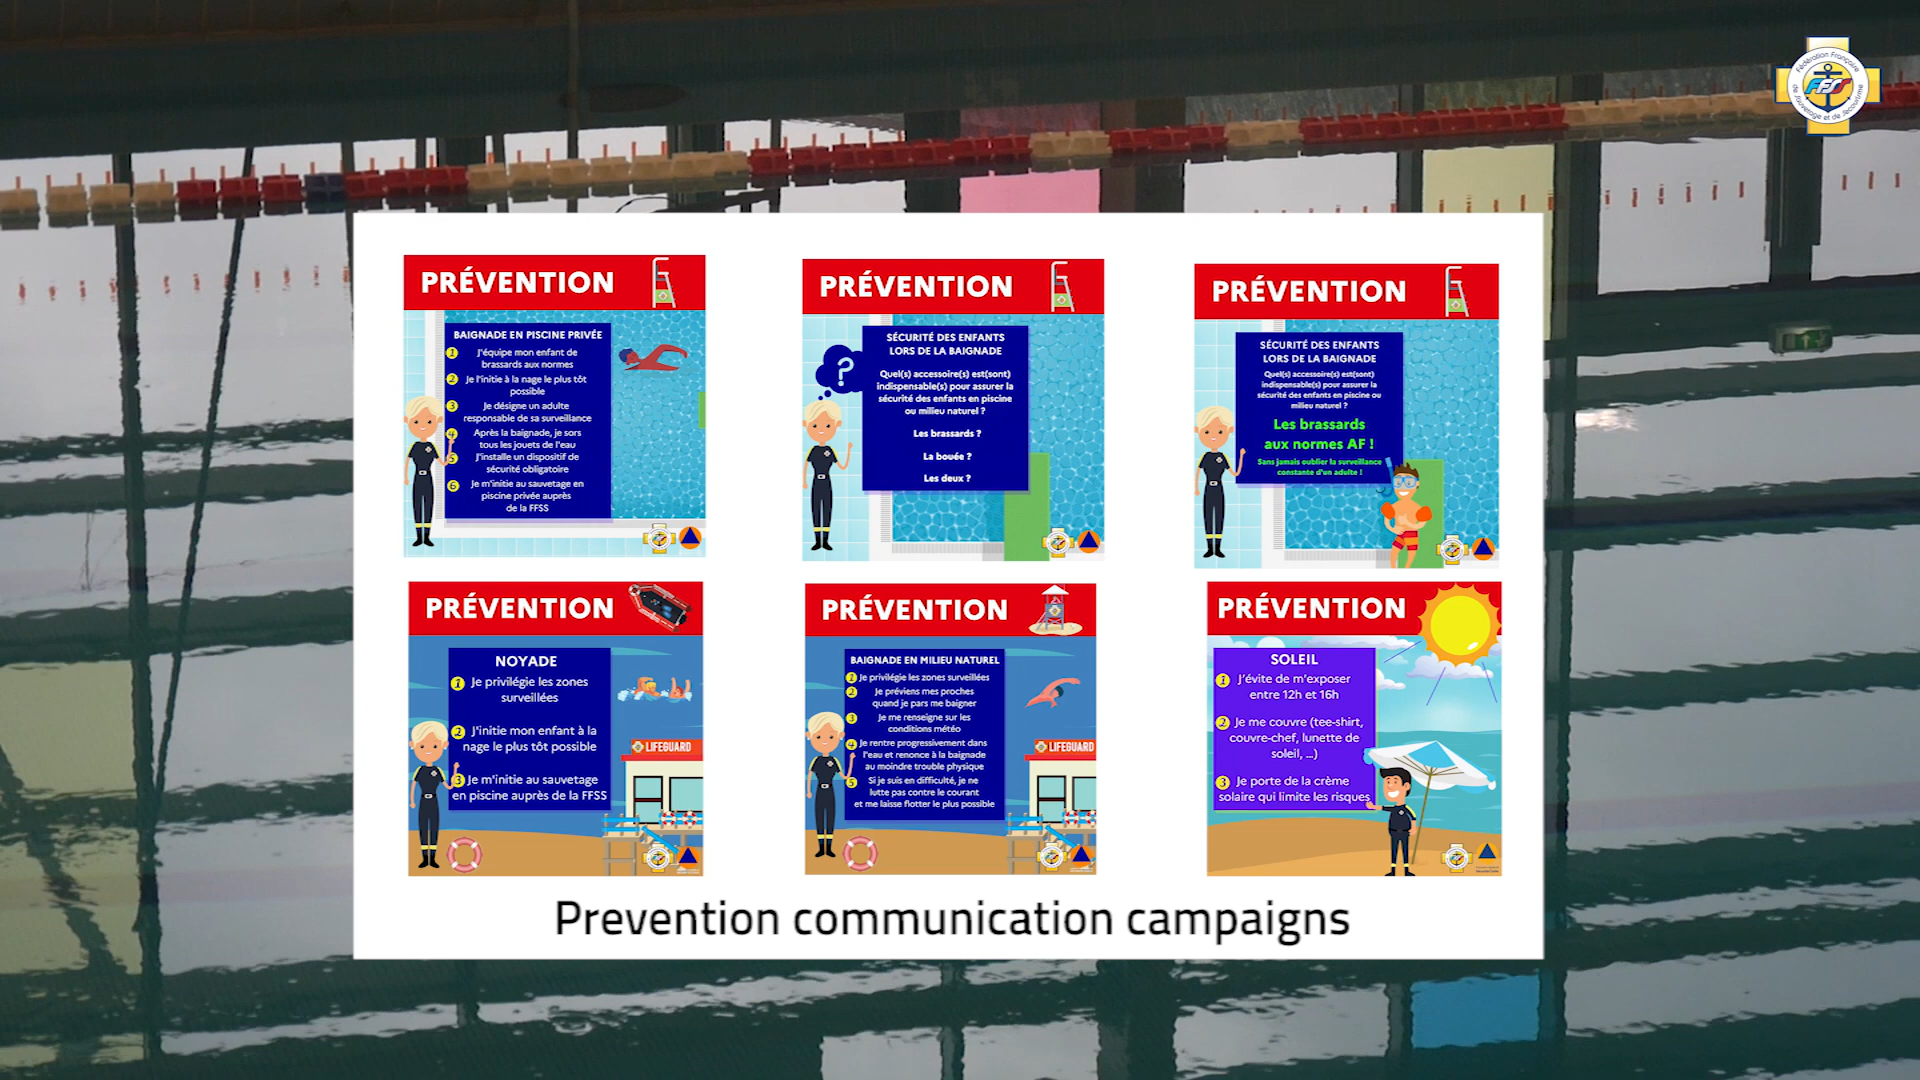 Fédération Française
FFSS
de Sauvetage et de Secourisme
PRÉVENTION
BAIGNADE EN PISCINE PRIVÉE
1 J'équipe mon enfant de
brassards aux normes
2 Je l'initie à la nage le plus tôt
possible
3 Je désigne un adulte
responsable de sa surveillance
4 Après la baignade, je sors
tous les jouets de l'eau
5 J'installe un dispositif de
sécurité obligatoire
6 Je m'initie au sauvetage en
piscine privée auprès
de la FFSS
PRÉVENTION
?
SÉCURITÉ DES ENFANTS
LORS DE LA BAIGNADE
Quel(s) accessoire(s) est(sont)
indispensable(s) pour assurer la
sécurité des enfants en piscine
ou milieu naturel ?
Les brassards ?
La bouée ?
Les deux ?
PRÉVENTION
SÉCURITÉ DES ENFANTS
LORS DE LA BAIGNADE
Quel(s) accessoire(s) est(sont)
indispensable(s) pour assurer la
sécurité des enfants en piscine ou
milieu naturel ?
Les brassards
aux normes AF !
Sans jamais oublier la surveillance
constante d'un adulte !
PRÉVENTION
NOYADE
1 Je privilégie les zones
surveillées
2 J'initie mon enfant à la
nage le plus tôt possible
3 Je m'initie au sauvetage
en piscine auprès de la FFSS
LIFEGUARD
PRÉVENTION
BAIGNADE EN MILIEU NATUREL
1 Je privilégie les zones surveillées
2 Je préviens mes proches
quand je pars me baigner
3 Je me renseigne sur les
conditions météo
4 Je rentre progressivement dans
l'eau et renonce à la baignade
au moindre trouble physique
5 Si je suis en difficulté, je ne
lutte pas contre le courant
et me laisse flotter le plus possible
LIFEGUARD
PRÉVENTION
SOLEIL
1 J'évite de m'exposer
entre 12h et 16h
2 Je me couvre (tee-shirt,
couvre-chef, lunette de
soleil, ...)
3 Je porte de la crème
solaire qui limite les risques
Prevention communication campaigns